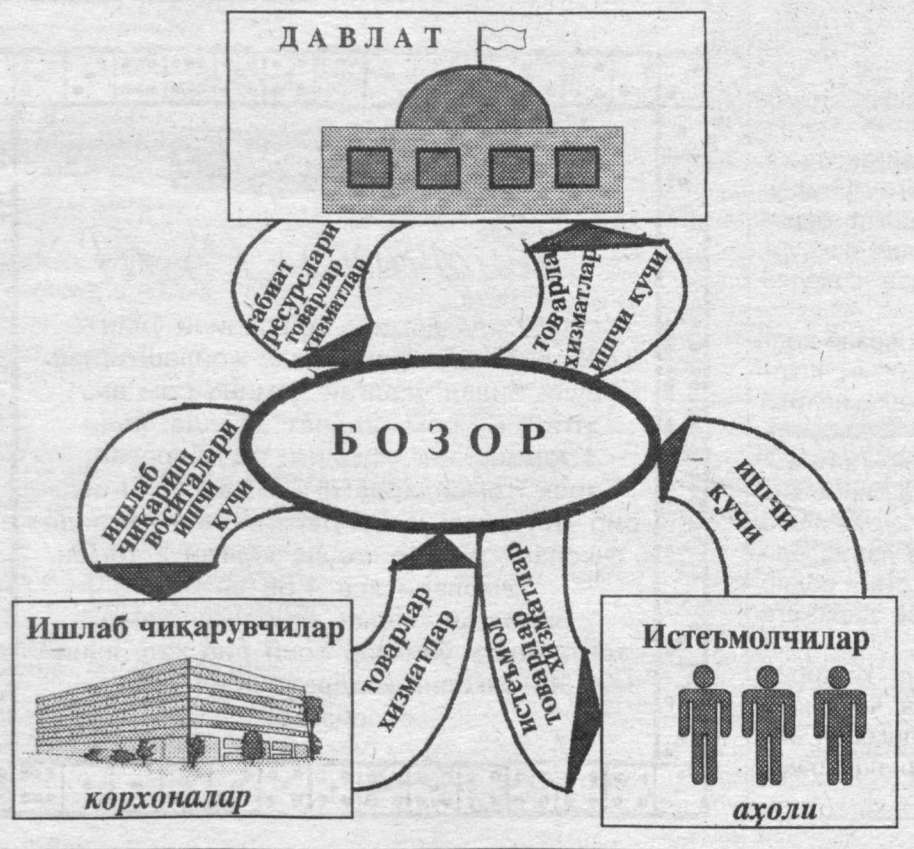 ДАВЛАТ
табиат
ресурслари
товарлар
хизматлар
товарлар
хизматлар
ишчи кучи
БОЗОР
ишлаб
чиқариш
воситалари
ишчи
кучи
ишчи
кучи
товарлар
хизматлар
истеъмол
товарлар
хизматлар
Ишлаб чиқарувчилар
корхоналар
Истеъмолчилар
аҳоли